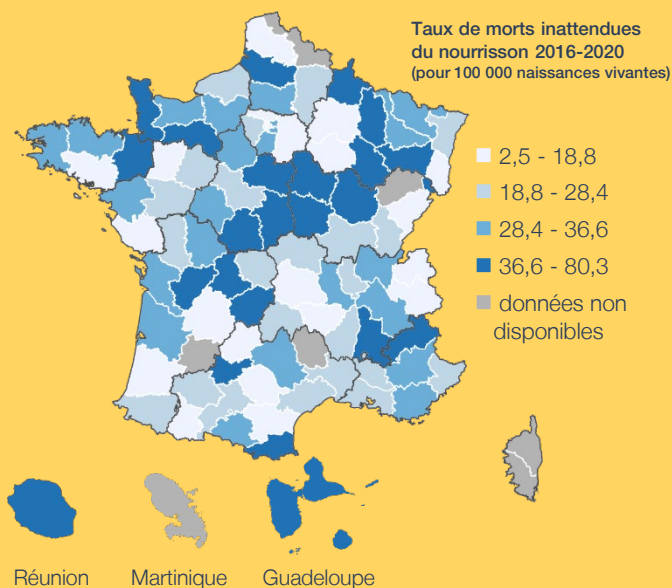 Taux de morts inattendues
du nourrisson 2016-2020
(pour 100 000 naissances vivantes)
2,5 - 18,8
18,8 - 28,4
28,4 - 36,6
36,6 - 80,3
données non
disponibles
Réunion
Martinique
Guadeloupe